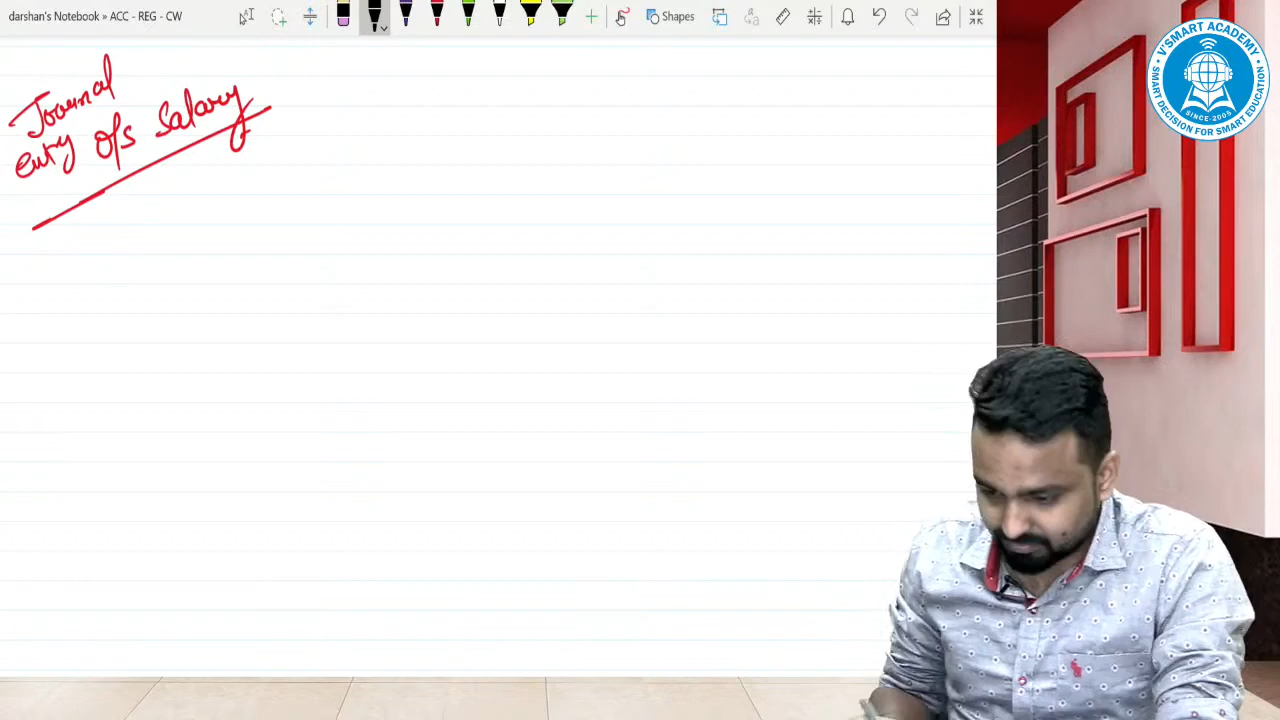 darshan's Notebook » ACC - REG - CW
Shapes
Journal
entry o/s Salary
V'SMART ACADEMY
SMART DECISION FOR SMART EDUCATION
SINCE-2005